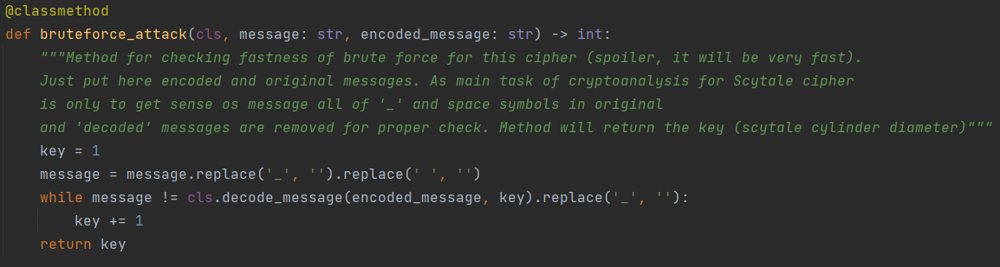 @classmethod
def bruteforce_attack(cls, message: str, encoded_message: str) -> int:
    """Method for checking fastness of brute force for this cipher (spoiler, it will be very fast).
    Just put here encoded and original messages. As main task of cryptoanalysis for Scytale cipher
    is only to get sense os message all of '_' and space symbols in original
    and 'decoded' messages are removed for proper check. Method will return the key (scytale cylinder diameter)"""
    key = 1
    message = message.replace('_', '').replace(' ', '')
    while message != cls.decode_message(encoded_message, key).replace('_', ''):
        key += 1
    return key